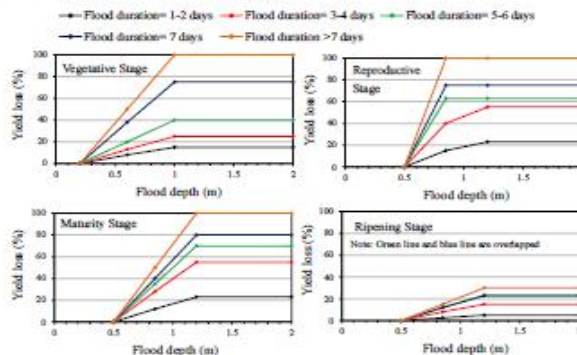 Flood duration= 1-2 days Flood duration= 3-4 days Flood duration= 5-6 days
Flood duration= 7 days Flood duration >7 days
Vegetative Stage
Yield loss (%)
100
80
60
40
20
0
0 0.5 1 1.5 2
Flood depth (m)
Reproductive
Stage
Yield loss (%)
100
80
60
40
20
0
0 0.5 1 1.5
Flood depth (m)
Maturity Stage
Yield loss (%)
100
80
60
40
20
0
0 0.5 1 1.5 2
Flood depth (m)
Ripening Stage
Note: Green line and blue line are overlapped
Yield loss (%)
100
80
60
40
20
0
0 0.5 1 1.5
Flood depth (m)